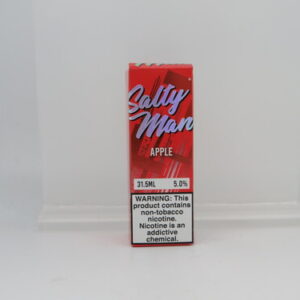 Salty
Man
APPLE
31.5ML 5.0%
WARNING: This
product contains
non-tobacco
nicotine.
Nicotine is an
addictive
chemical.